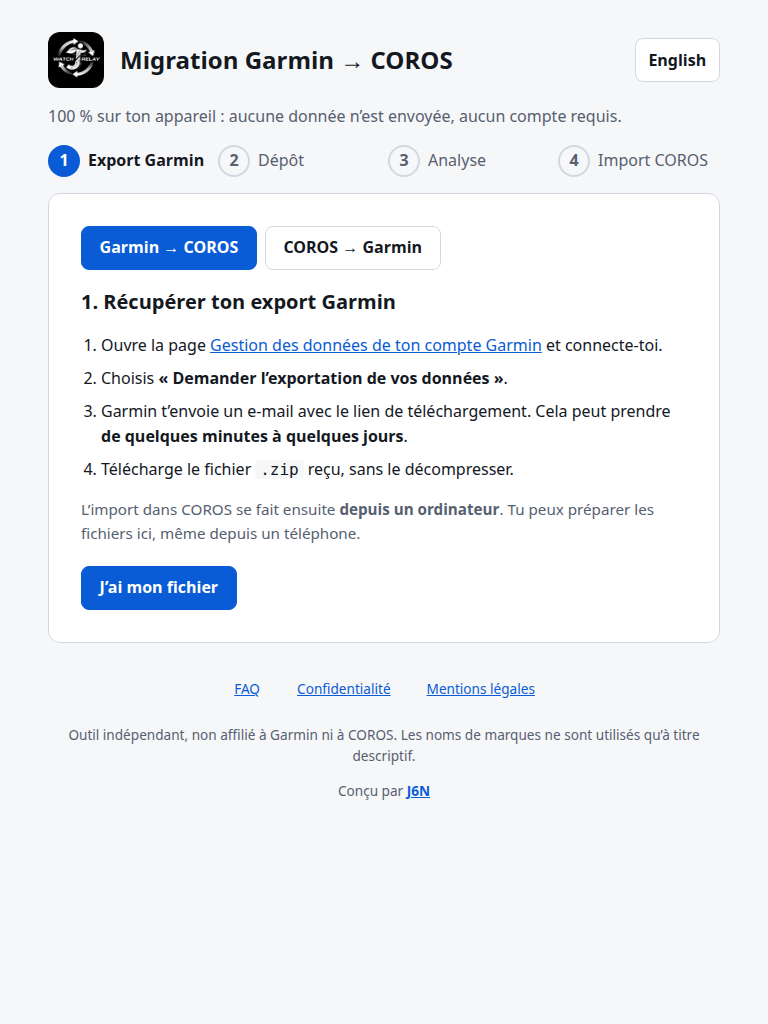 WATCH RELAY
Migration Garmin → COROS
English
100 % sur ton appareil : aucune donnée n’est envoyée, aucun compte requis.
1 Export Garmin 2 Dépôt 3 Analyse 4 Import COROS
Garmin → COROS COROS → Garmin
1. Récupérer ton export Garmin
1. Ouvre la page Gestion des données de ton compte Garmin et connecte-toi.
2. Choisis « Demander l’exportation de vos données ».
3. Garmin t’envoie un e-mail avec le lien de téléchargement. Cela peut prendre
de quelques minutes à quelques jours.
4. Télécharge le fichier .zip reçu, sans le décompresser.
L’import dans COROS se fait ensuite depuis un ordinateur. Tu peux préparer les
fichiers ici, même depuis un téléphone.
J’ai mon fichier
FAQ Confidentialité Mentions légales
Outil indépendant, non affilié à Garmin ni à COROS. Les noms de marques ne sont utilisés qu’à titre
descriptif.
Conçu par J6N